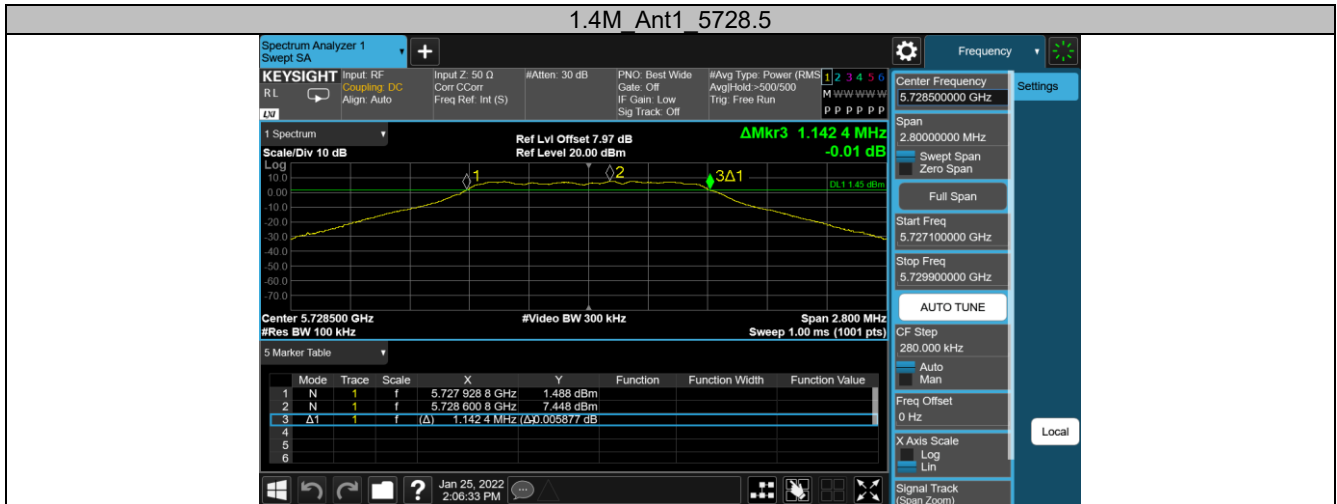 1.4M_Ant1_5728.5
Spectrum Analyzer 1
Swept SA
Frequency
KEYSIGHT
RL
LXI
Input: RF
Coupling: DC
Align: Auto
Input Z: 50 Ω
Corr CCorr
Freq Ref: Int (S)
#Atten: 30 dB
PNO: Best Wide
Gate: Off
IF Gain: Low
Sig Track: Off
#Avg Type: Power (RMS
Avg|Hold:>500/500
Trig: Free Run
1 2 3 4 5 6
M W W W W W
P P P P P P
1 Spectrum
Scale/Div 10 dB
Ref Lvl Offset 7.97 dB
Ref Level 20.00 dBm
ΔMkr3 1.142 4 MHz
-0.01 dB
Log
10.0
0.00
-10.0
-20.0
-30.0
-40.0
-50.0
-60.0
-70.0
1
2
3Δ1
DL1 1.45 dBm
Center 5.728500 GHz
#Res BW 100 kHz
#Video BW 300 kHz
Span 2.800 MHz
Sweep 1.00 ms (1001 pts)
5 Marker Table
Mode Trace Scale X Y Function Function Width Function Value
1 N 1 f 5.727 928 8 GHz 1.488 dBm
2 N 1 f 5.728 600 8 GHz 7.448 dBm
3 Δ1 1 f (Δ) 1.142 4 MHz (Δ) -0.005877 dB
4
5
6
Jan 25, 2022
2:06:33 PM
Center Frequency
5.728500000 GHz
Span
2.80000000 MHz
Swept Span
Zero Span
Full Span
Start Freq
5.727100000 GHz
Stop Freq
5.729900000 GHz
AUTO TUNE
CF Step
280.000 kHz
Auto
Man
Freq Offset
0 Hz
X Axis Scale
Log
Lin
Signal Track
(Span Zoom)
Settings
Local